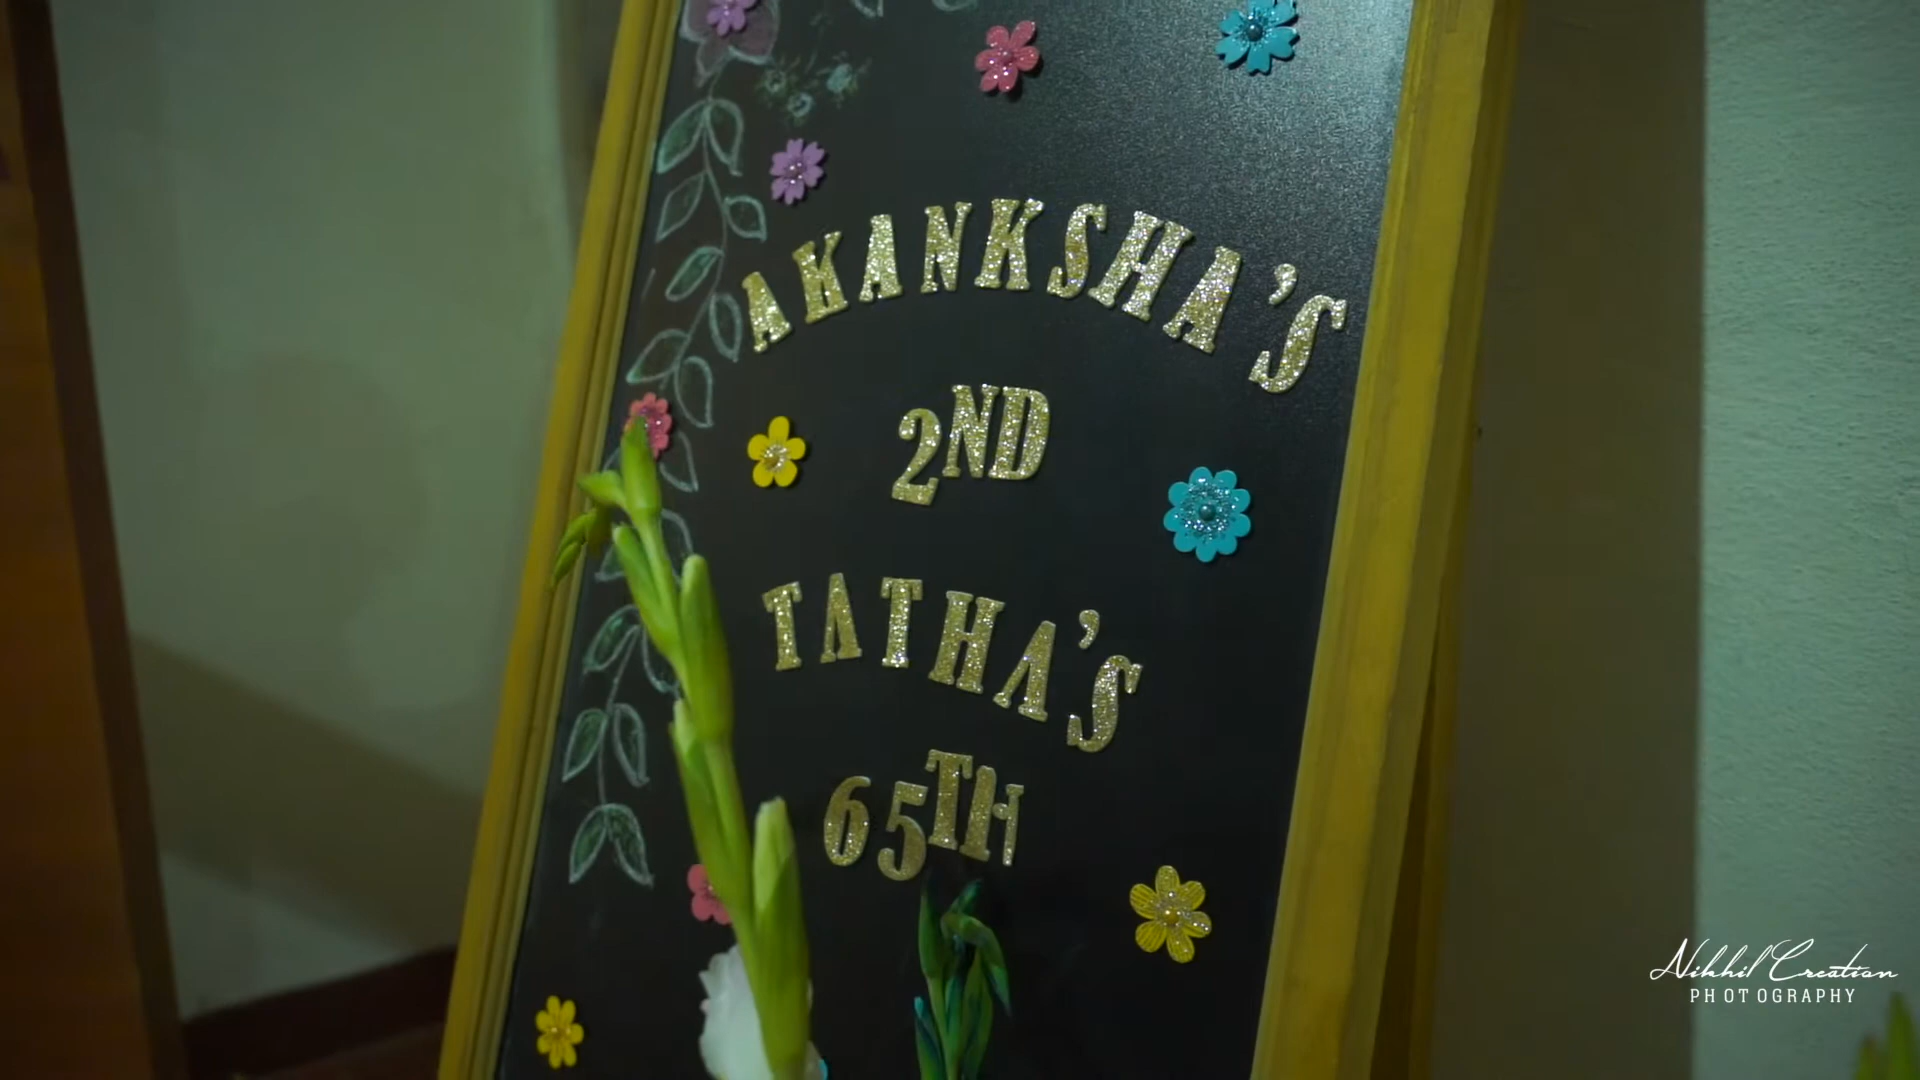 AKANKSHA'S
2ND
TATHA'S
65TH
Nikhil Creation
PHOTOGRAPHY